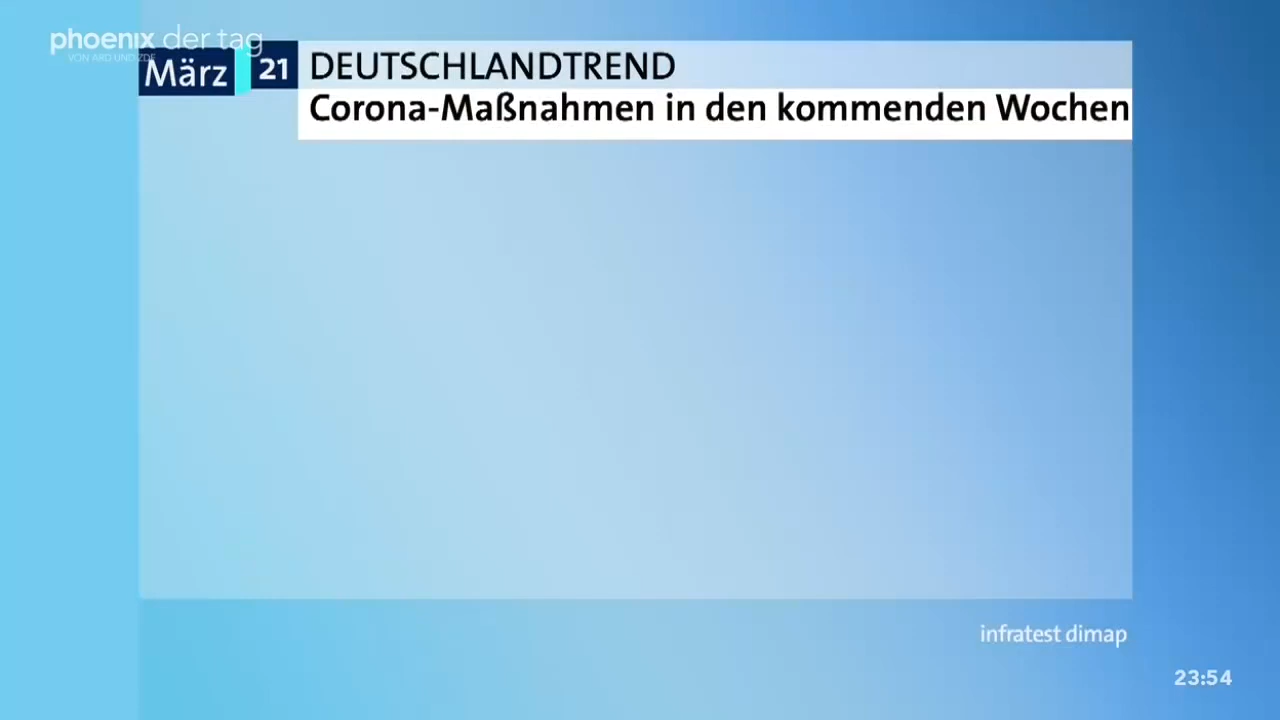 phoenix der tag
VON ARD UND ZDF
März 21 DEUTSCHLANDTREND
Corona-Maßnahmen in den kommenden Wochen
infratest dimap
23:54